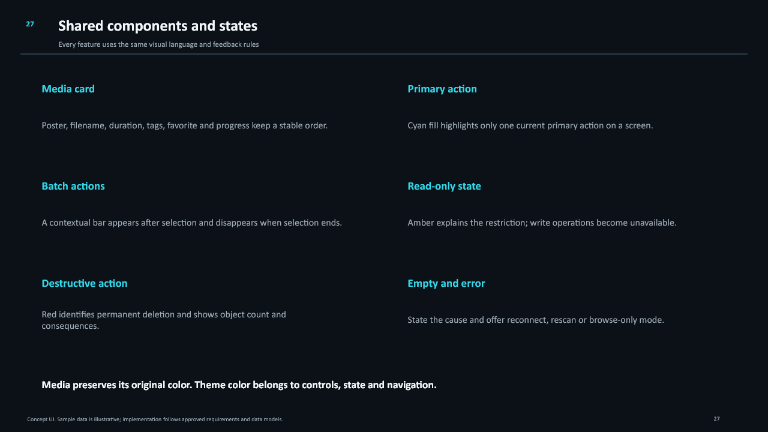 27
Shared components and states
Every feature uses the same visual language and feedback rules
Media card
Poster, filename, duration, tags, favorite and progress keep a stable order.
Primary action
Cyan fill highlights only one current primary action on a screen.
Batch actions
A contextual bar appears after selection and disappears when selection ends.
Read-only state
Amber explains the restriction; write operations become unavailable.
Destructive action
Red identifies permanent deletion and shows object count and
consequences.
Empty and error
State the cause and offer reconnect, rescan or browse-only mode.
Media preserves its original color. Theme color belongs to controls, state and navigation.
Concept UI. Sample data is illustrative; implementation follows approved requirements and data models.
27